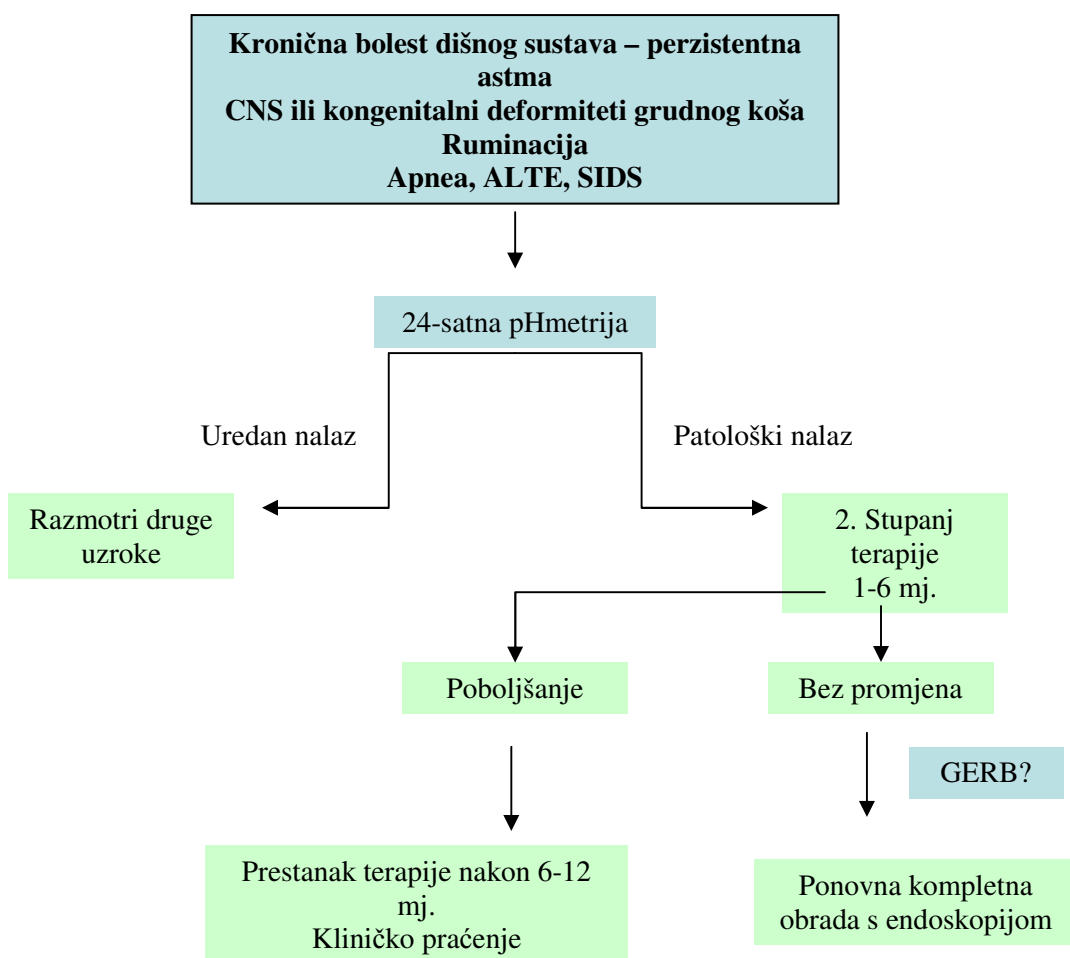 Kronična bolest dišnog sustava – perzistentna
astma
CNS ili kongenitalni deformiteti grudnog koša
Ruminacija
Apnea, ALTE, SIDS
24-satna pHmetrija
Uredan nalaz
Patološki nalaz
Razmotri druge
uzroke
2. Stupanj
terapije
1-6 mj.
Poboljšanje
Bez promjena
GERB?
Prestanak terapije nakon 6-12
mj.
Kliničko praćenje
Ponovna kompletna
obrada s endoskopijom